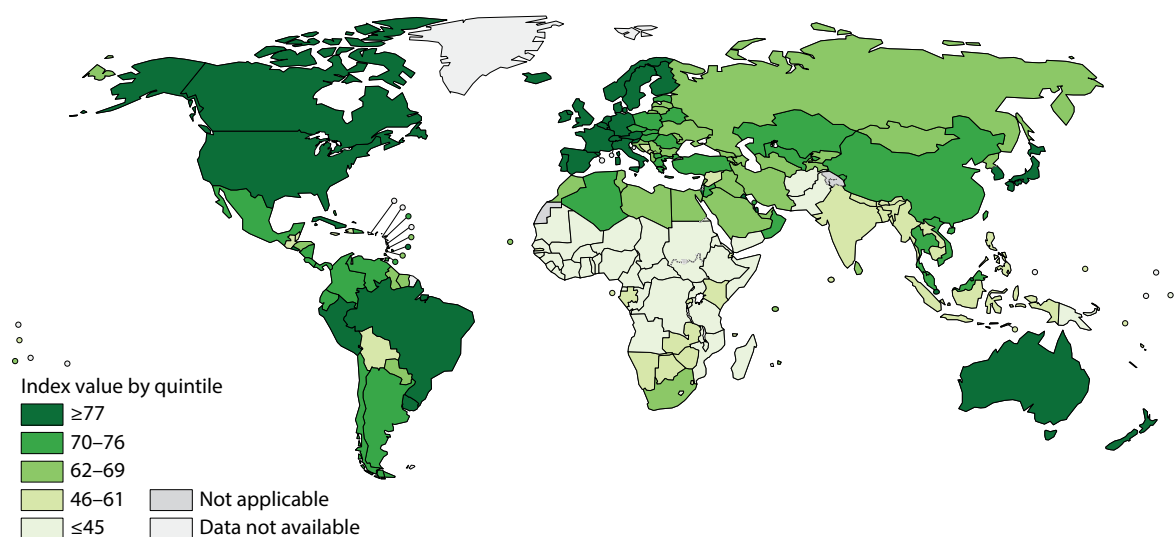 Index value by quintile
≥77
70–76
62–69
46–61
≤45
Not applicable
Data not available